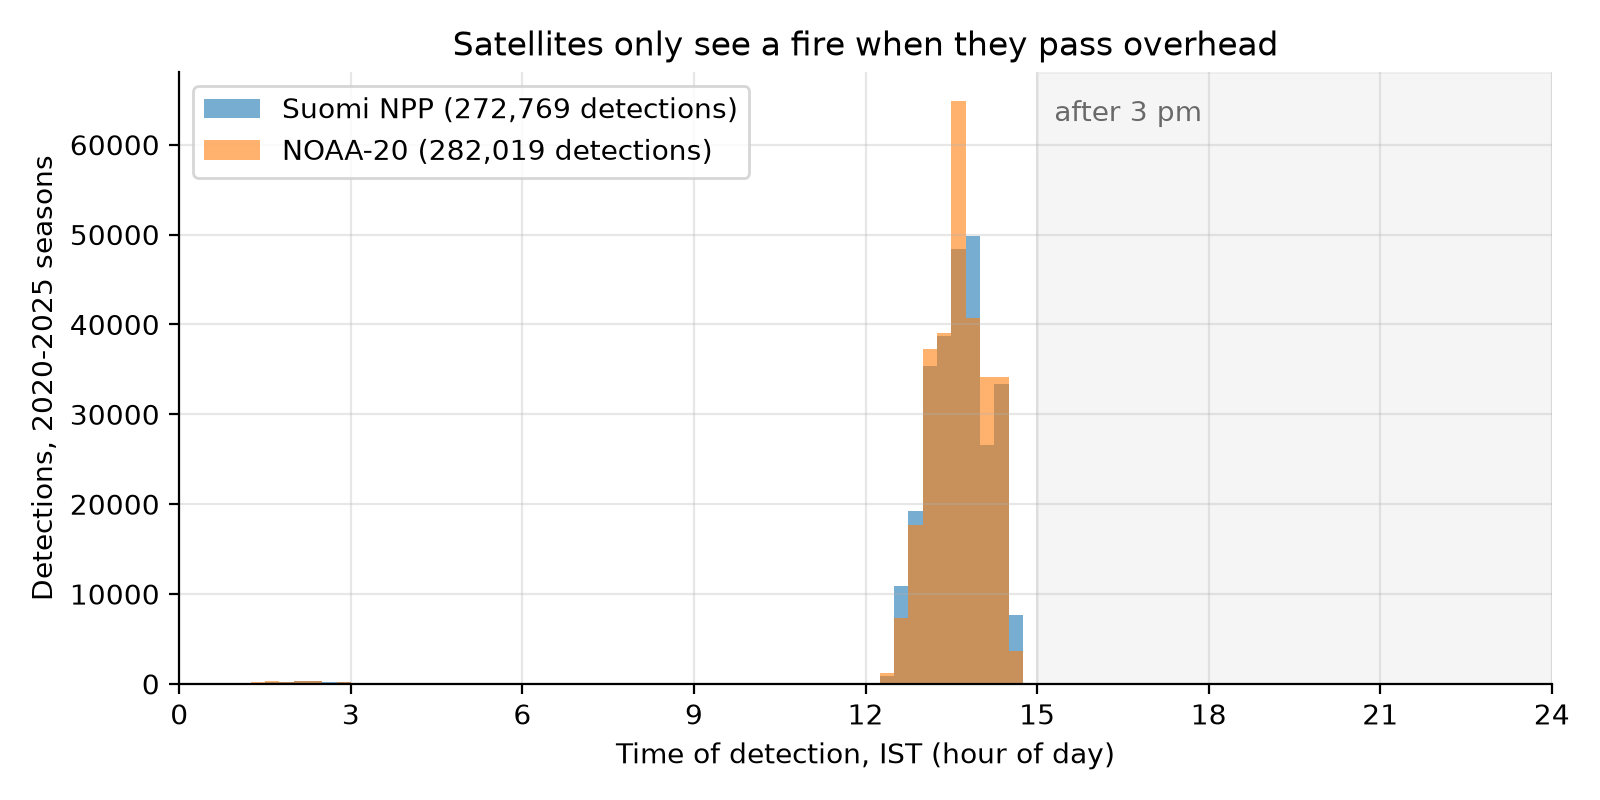 Satellites only see a fire when they pass overhead
Suomi NPP (272,769 detections)
NOAA-20 (282,019 detections)
after 3 pm
Detections, 2020-2025 seasons
60000
50000
40000
30000
20000
10000
0
0 3 6 9 12 15 18 21 24
Time of detection, IST (hour of day)